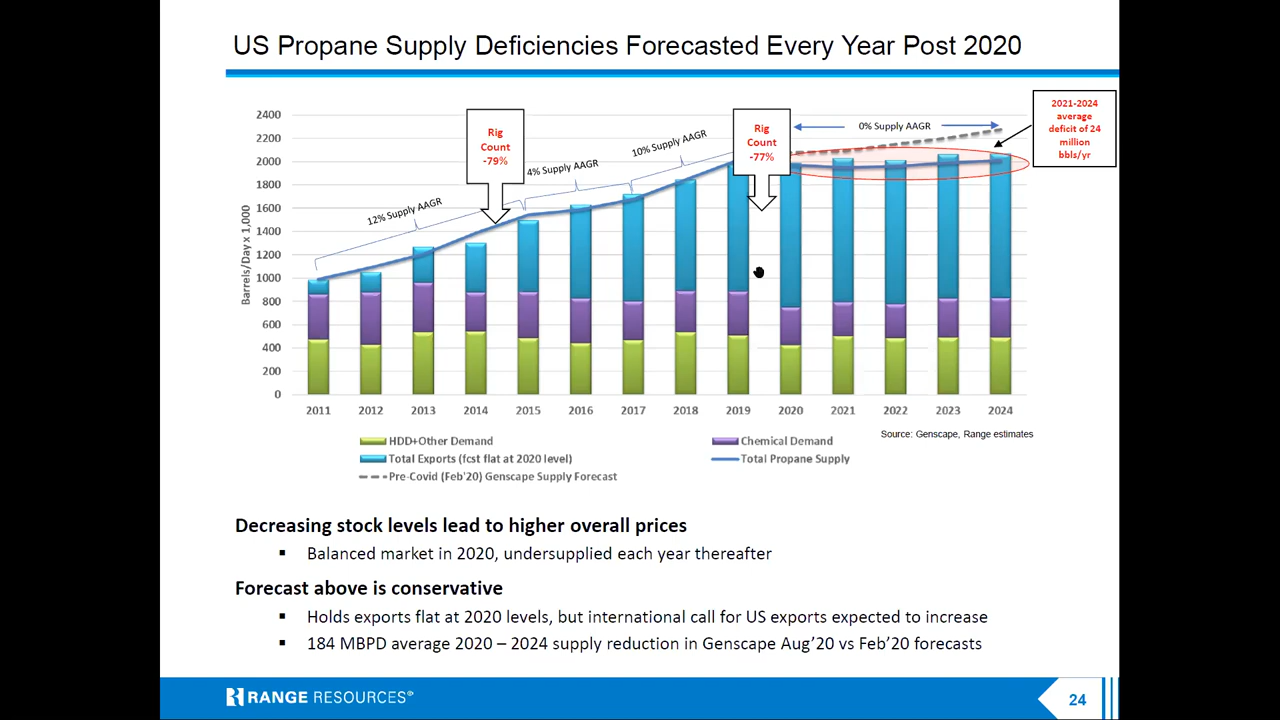 US Propane Supply Deficiencies Forecasted Every Year Post 2020
2400
2200
2000
1800
1600
1400
1200
1000
800
600
400
200
0
Barrels/Day x 1,000
12% Supply AAGR
Rig
Count
-79%
4% Supply AAGR
10% Supply AAGR
Rig
Count
-77%
0% Supply AAGR
2021-2024
average
deficit of 24
million
bbls/yr
2011 2012 2013 2014 2015 2016 2017 2018 2019 2020 2021 2022 2023 2024
Source: Genscape, Range estimates
HDD+Other Demand
Chemical Demand
Total Exports (fcst flat at 2020 level)
Total Propane Supply
Pre-Covid (Feb'20) Genscape Supply Forecast
Decreasing stock levels lead to higher overall prices
▪ Balanced market in 2020, undersupplied each year thereafter
Forecast above is conservative
▪ Holds exports flat at 2020 levels, but international call for US exports expected to increase
▪ 184 MBPD average 2020 – 2024 supply reduction in Genscape Aug’20 vs Feb’20 forecasts
RANGE RESOURCES®
24